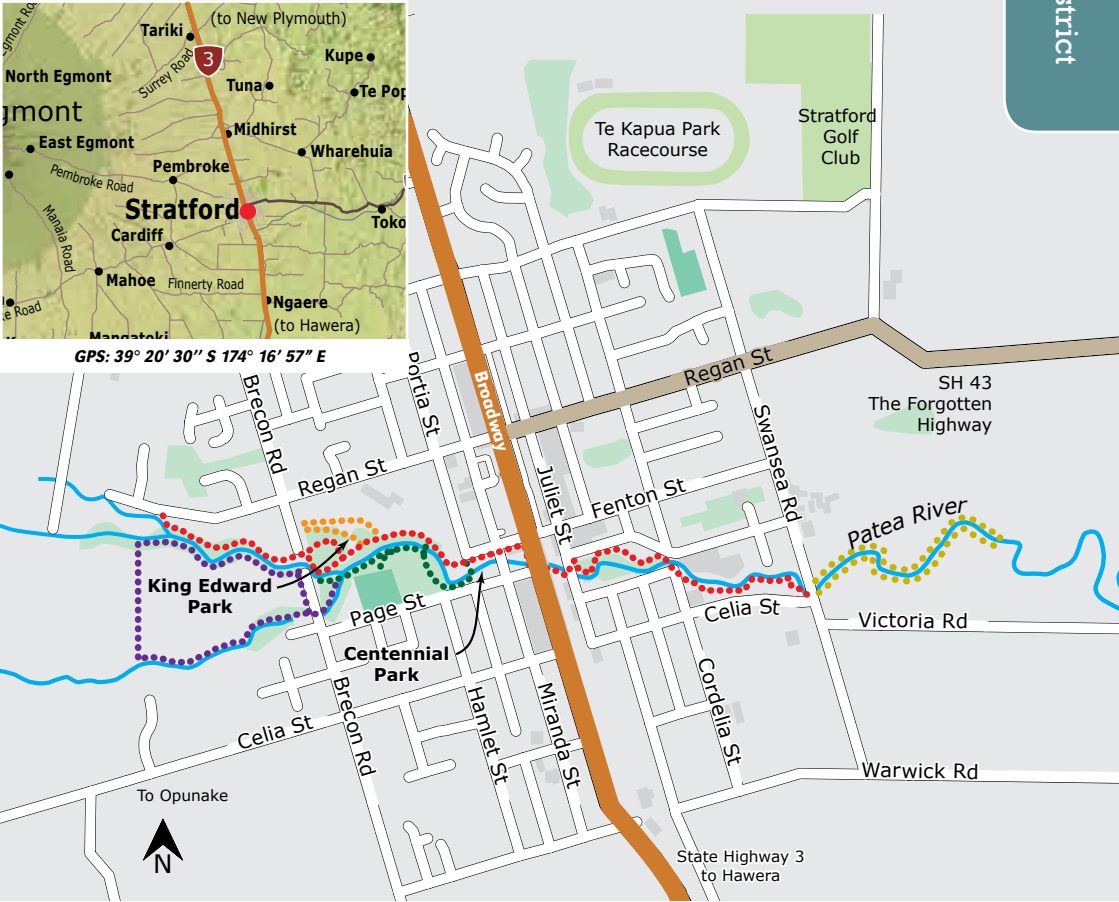 (to New Plymouth)
Tariki
3
Kupe
Surrey Road
North Egmont
Tuna
gmont
Midhirst
East Egmont
Wharehuia
Pembroke
Pembroke Road
Stratford
Toko
Manaia Road
Cardiff
Mahoe
Finnerty Road
Ngaere
(to Hawera)
Mangatoki
GPS: 39° 20' 30'' S 174° 16' 57" E
strict
Te Kapua Park
Racecourse
Stratford
Golf
Club
Regan St
SH 43
The Forgotten
Highway
Broadway
Portia St
Brecon Rd
Regan St
Juliet St
Fenton St
Swansea Rd
Patea River
King Edward
Park
Page St
Centennial
Park
Celia St
Victoria Rd
Brecon Rd
Hamlet St
Miranda St
Cordelia St
Celia St
Warwick Rd
To Opunake
N
State Highway 3
to Hawera